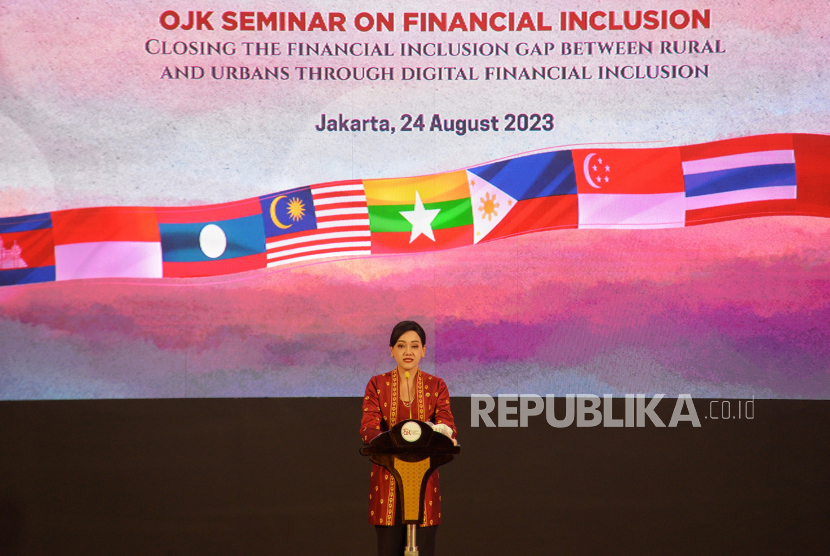 OJK SEMINAR ON FINANCIAL INCLUSION
CLOSING THE FINANCIAL INCLUSION GAP BETWEEN RURAL
AND URBANS THROUGH DIGITAL FINANCIAL INCLUSION
Jakarta, 24 August 2023
REPUBLIKA.co.id